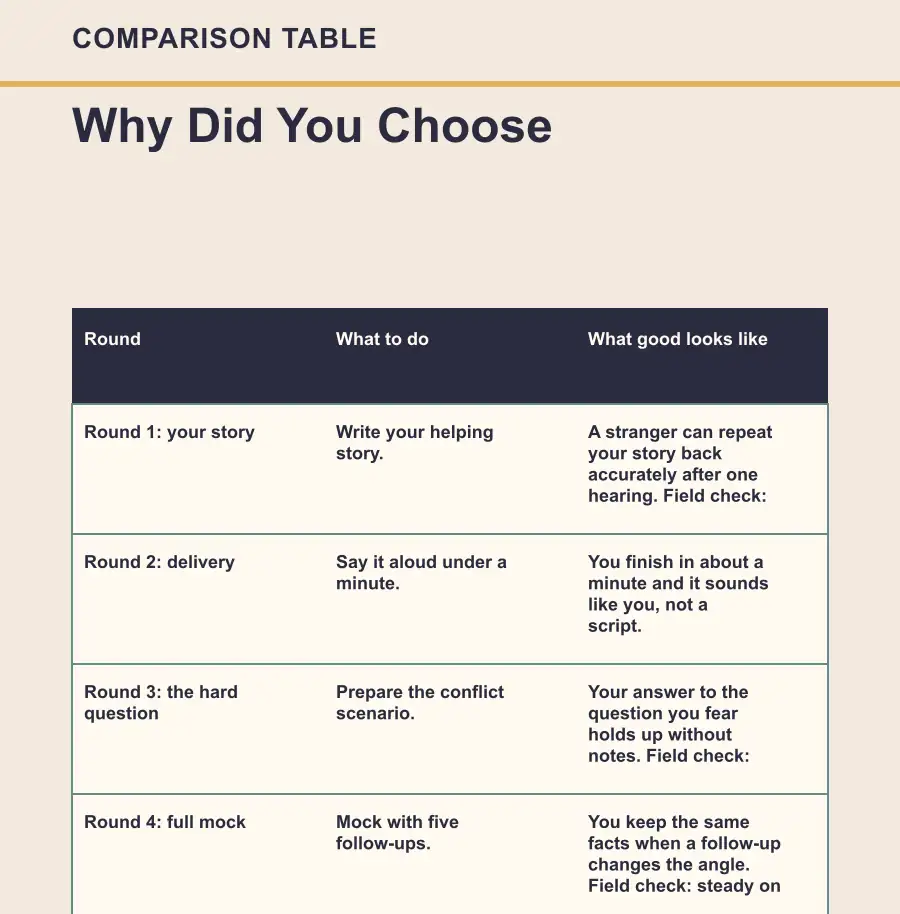 COMPARISON TABLE
Why Did You Choose
Round
What to do
What good looks like
Round 1: your story
Write your helping
story.
A stranger can repeat
your story back
accurately after one
hearing. Field check:
Round 2: delivery
Say it aloud under a
minute.
You finish in about a
minute and it sounds
like you, not a
script.
Round 3: the hard
question
Prepare the conflict
scenario.
Your answer to the
question you fear
holds up without
notes. Field check:
Round 4: full mock
Mock with five
follow-ups.
You keep the same
facts when a follow-up
changes the angle.
Field check: steady on